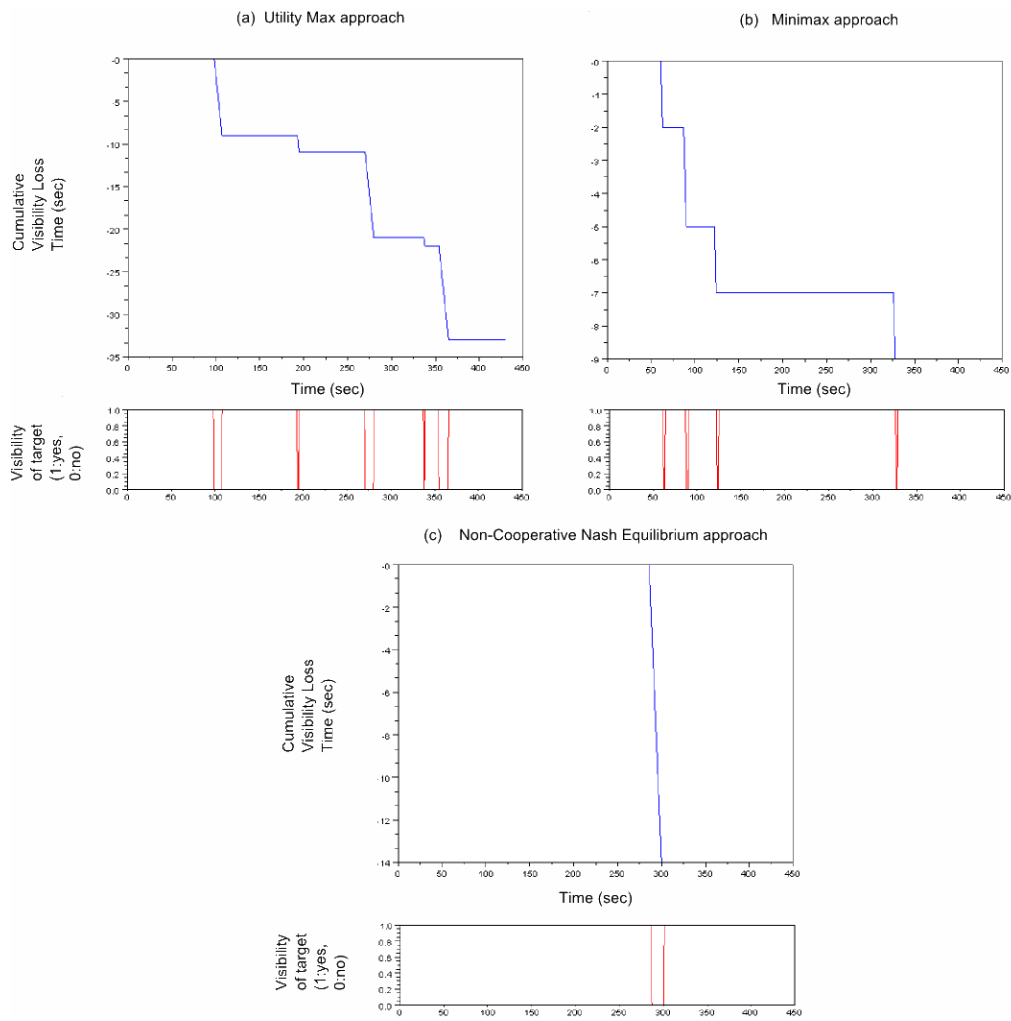 (a) Utility Max approach
(b) Minimax approach
Cumulative
Visibility Loss
Time (sec)
-0
-5
-10
-15
-20
-25
-30
-35
0 50 100 150 200 250 300 350 400 450
Time (sec)
-0
-1
-2
-3
-4
-5
-6
-7
-8
-9
0 50 100 150 200 250 300 350 400 450
Time (sec)
Visibility
of target
(1:yes,
0:no)
1.0
0.8
0.6
0.4
0.2
0.0
0 50 100 150 200 250 300 350 400 450
1.0
0.8
0.6
0.4
0.2
0.0
0 50 100 150 200 250 300 350 400 450
(c) Non-Cooperative Nash Equilibrium approach
Cumulative
Visibility Loss
Time (sec)
-0
-2
-4
-6
-8
-10
-12
-14
0 50 100 150 200 250 300 350 400 450
Time (sec)
Visibility
of target
(1:yes,
0:no)
1.0
0.8
0.6
0.4
0.2
0.0
0 50 100 150 200 250 300 350 400 450